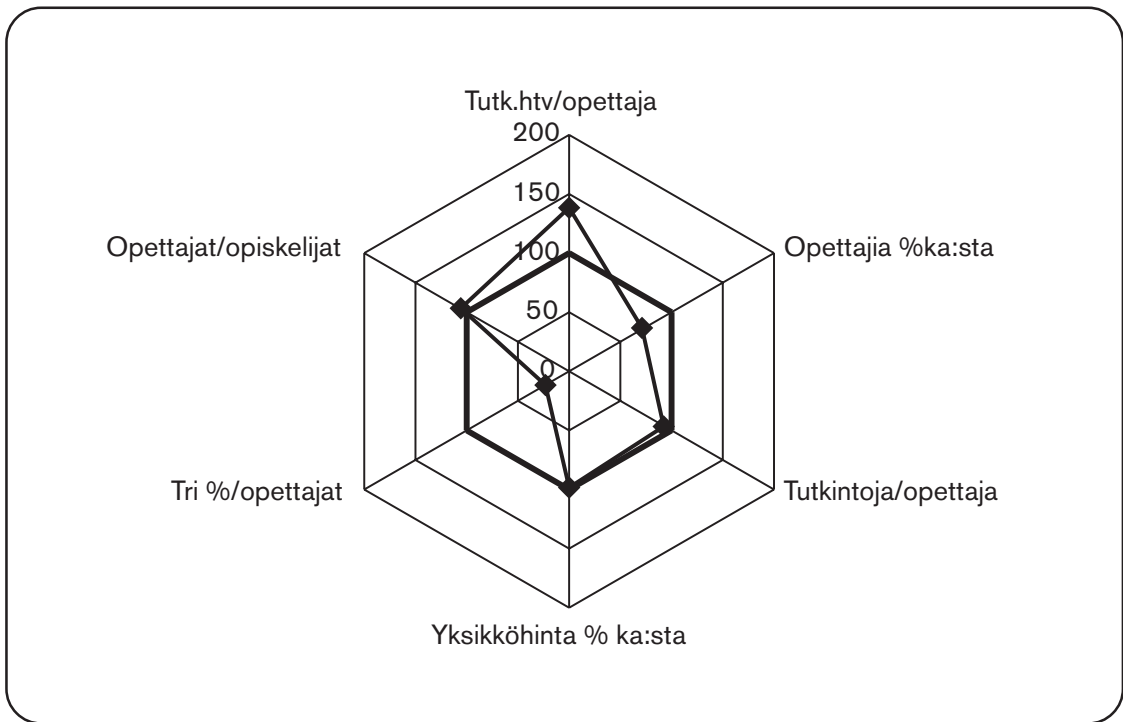 Tutk.htv/opettaja
200
150
Opettajat/opiskelijat
100
Opettajia %ka:sta
50
0
Tri %/opettajat
Tutkintoja/opettaja
Yksikköhinta % ka:sta